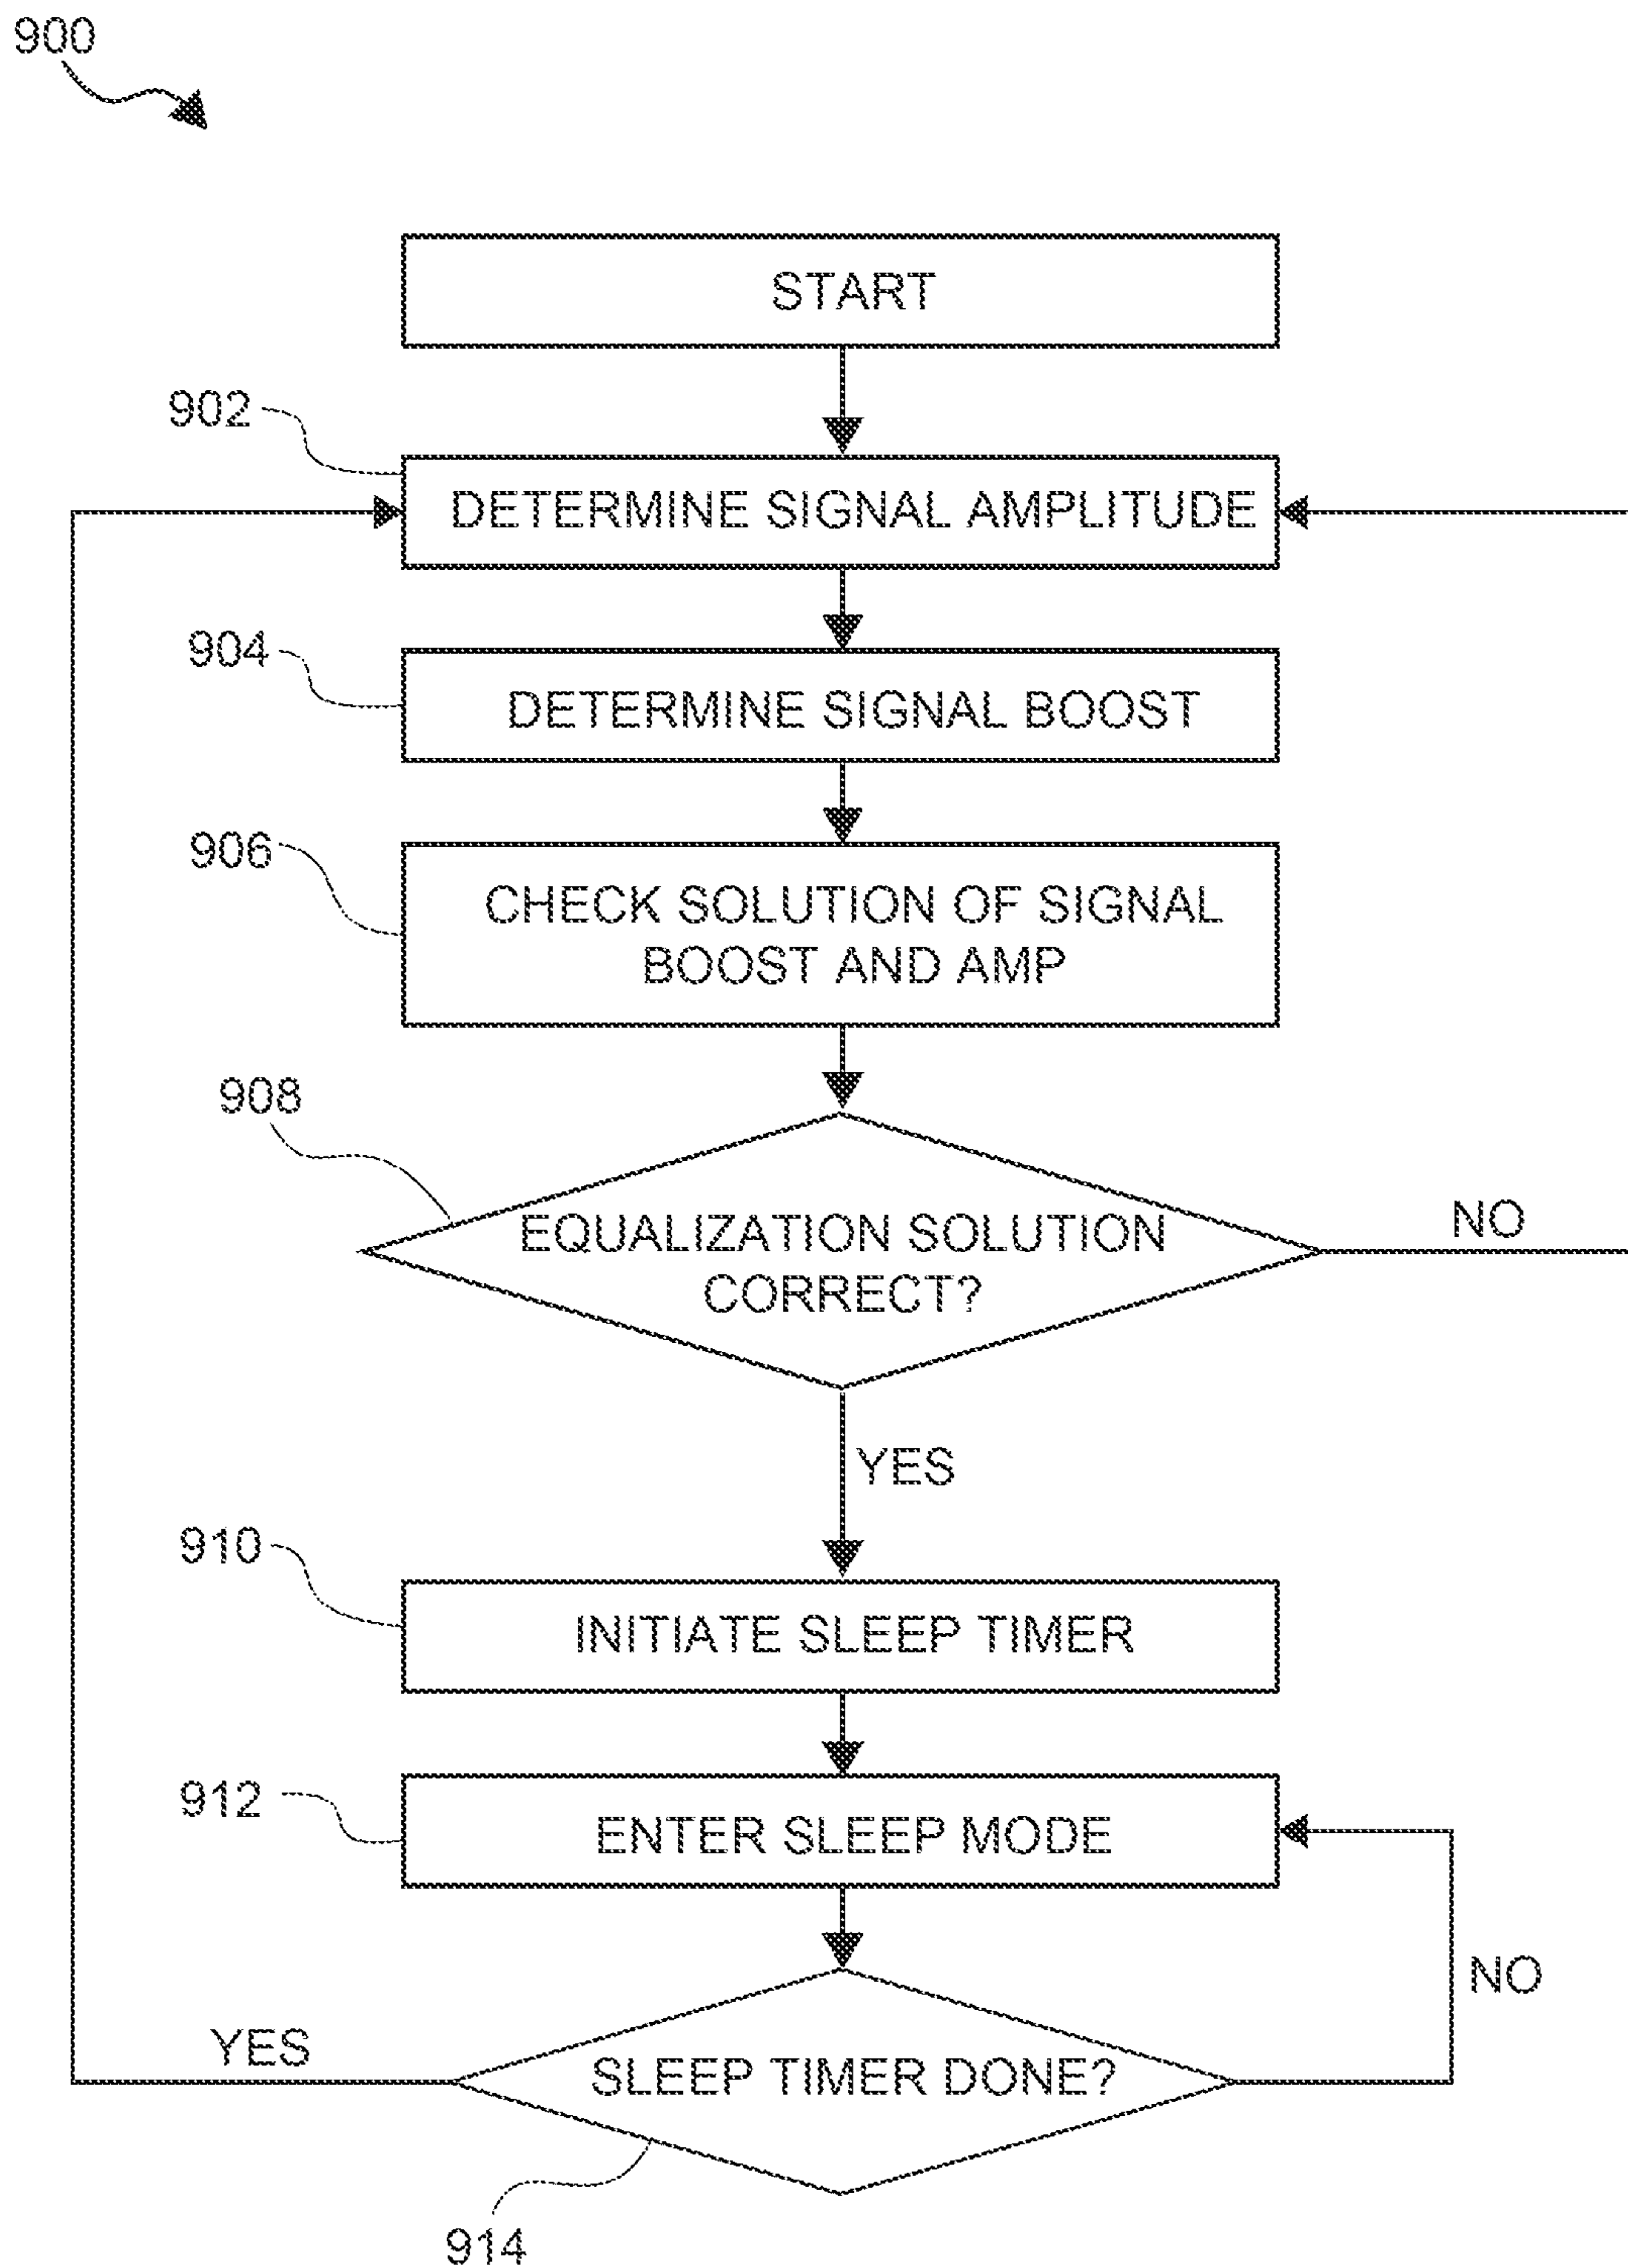 900
START
902
DETERMINE SIGNAL AMPLITUDE
904
DETERMINE SIGNAL BOOST
906
CHECK SOLUTION OF SIGNAL
BOOST AND AMP
908
EQUALIZATION SOLUTION
CORRECT?
NO
YES
910
INITIATE SLEEP TIMER
912
ENTER SLEEP MODE
NO
YES
SLEEP TIMER DONE?
914